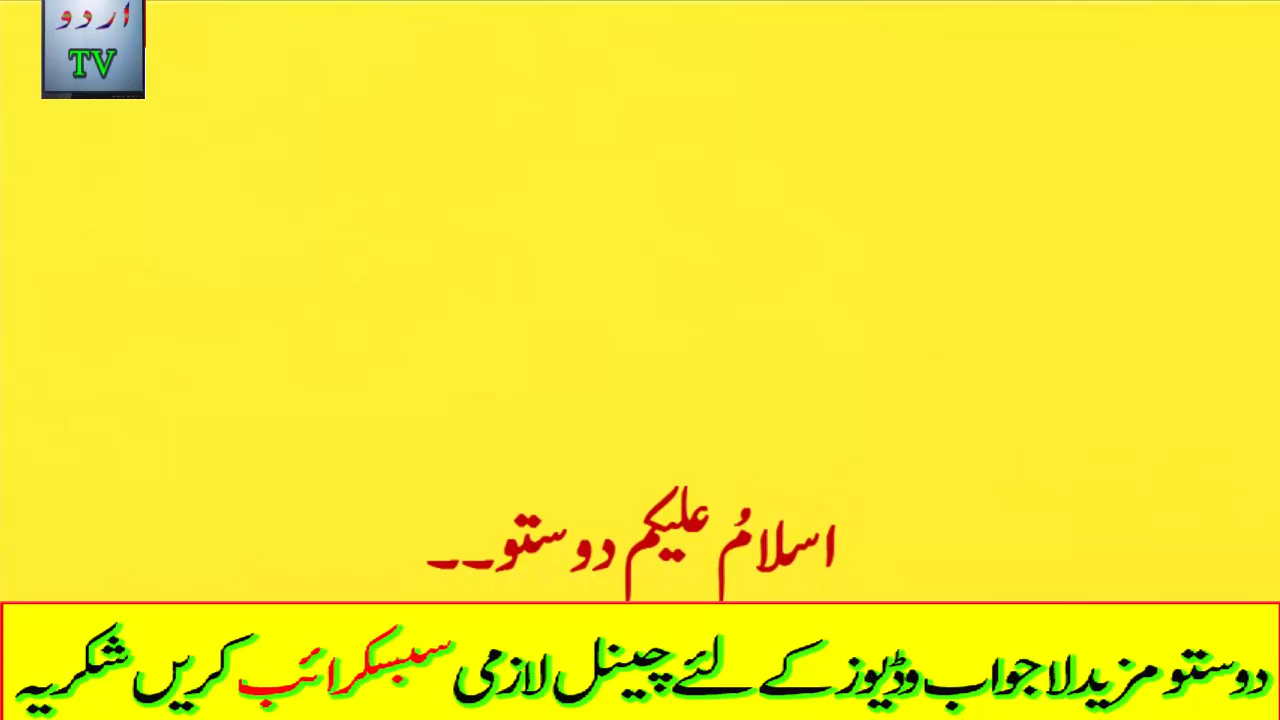 اردو
TV
اسلامُ علیکم دوستو۔۔
دوستو مزید لاجواب وڈیوز کے لئے چینل لازمی سبسکرائب کریں شکریہ